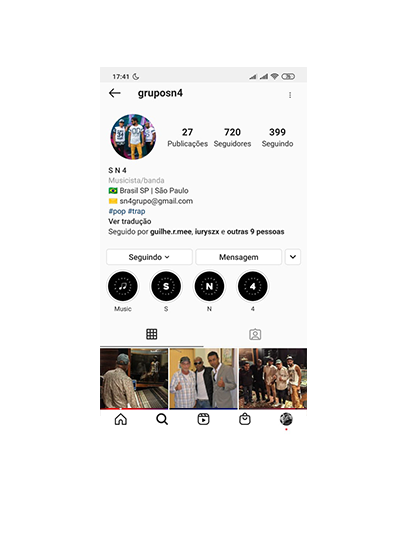 17:41
gruposn4
27 720 399
Publicações Seguidores Seguindo
S N 4
Musicista/banda
🇧🇷 Brasil SP | São Paulo
sn4grupo@gmail.com
#pop #trap
Ver tradução
Seguido por guilhe.r.mee, iuryszx e outras 9 pessoas
Seguindo Mensagem
S N 4
Music S N 4